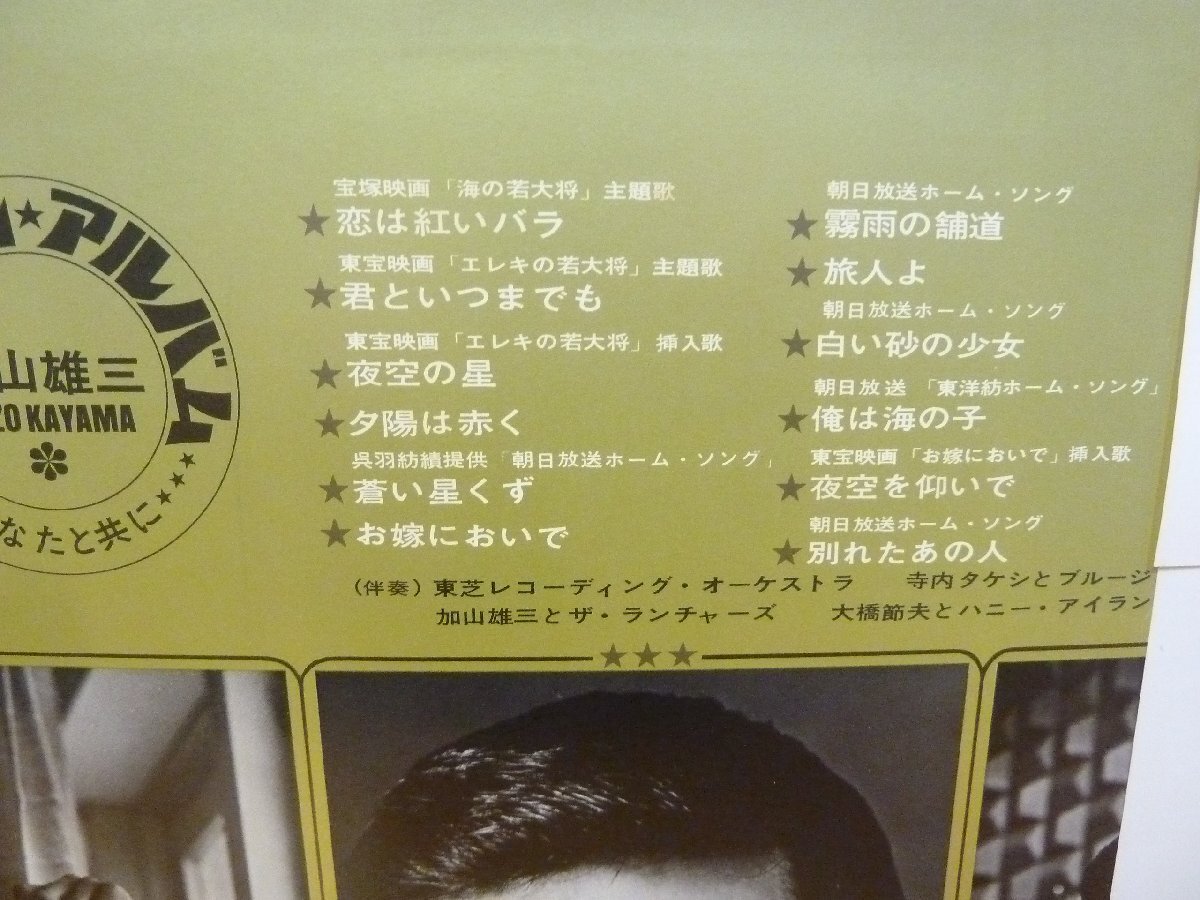 ・アルバム
山雄三
ZO KAYAMA
なたと共に
宝塚映画「海の若大将」主題歌
★恋は紅いバラ
東宝映画「エレキの若大将」主題歌
★君といつまでも
東宝映画「エレキの若大将」挿入歌
★夜空の星
★夕陽は赤く
呉羽紡績提供「朝日放送ホーム・ソング」
★蒼い星くず
★お嫁においで
朝日放送ホーム・ソング
★霧雨の舗道
★旅人よ
朝日放送ホーム・ソング
★白い砂の少女
朝日放送「東洋紡ホーム・ソング」
★俺は海の子
東宝映画「お嫁においで」挿入歌
★夜空を仰いで
朝日放送ホーム・ソング
★別れたあの人
(伴奏)東芝レコーディング・オーケストラ 寺内タケシとブルージ
加山雄三とザ・ランチャーズ 大橋節夫とハニー・アイラン